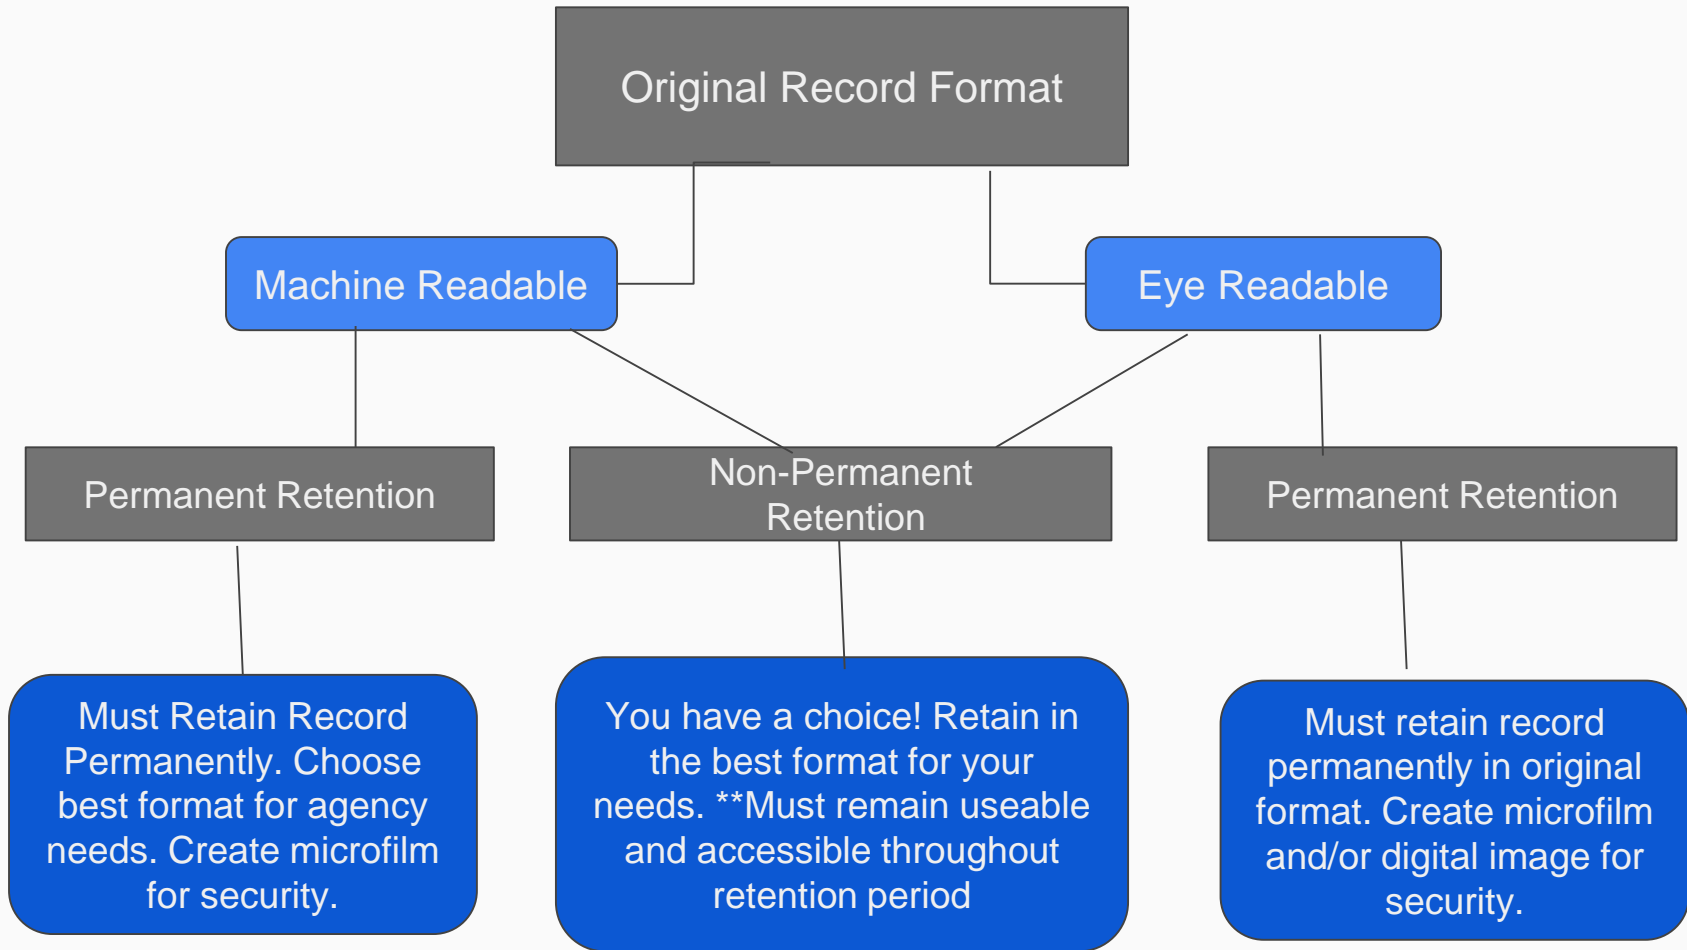 Original Record Format
Machine Readable
Eye Readable
Permanent Retention
Non-Permanent
Retention
Permanent Retention
Must Retain Record
Permanently. Choose
best format for agency
needs. Create microfilm
for security.
You have a choice! Retain in
the best format for your
needs. **Must remain useable
and accessible throughout
retention period
Must retain record
permanently in original
format. Create microfilm
and/or digital image for
security.